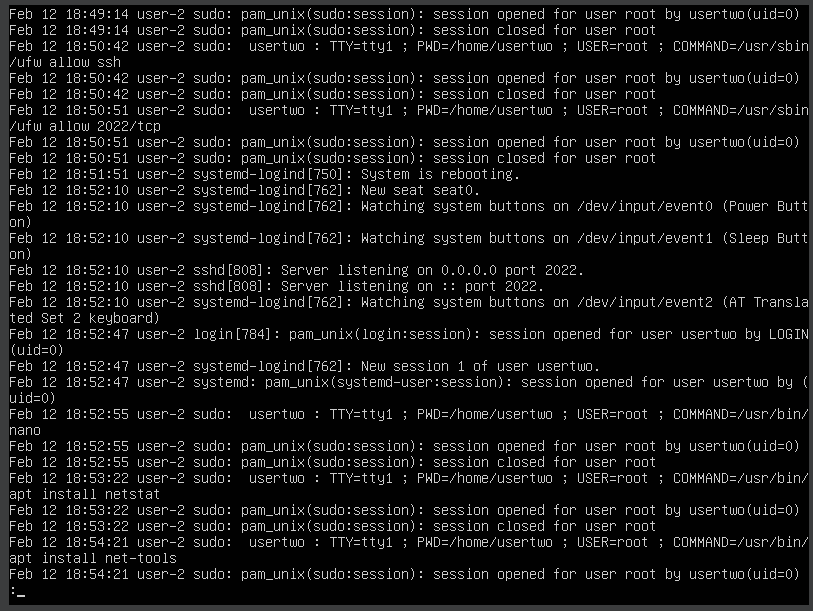 Feb 12 18:49:14 user-2 sudo: pam_unix(sudo:session): session opened for user root by usertwo(uid=0)
Feb 12 18:49:14 user-2 sudo: pam_unix(sudo:session): session closed for user root
Feb 12 18:50:42 user-2 sudo:  usertwo : TTY=tty1 ; PWD=/home/usertwo ; USER=root ; COMMAND=/usr/sbin
/ufw allow ssh
Feb 12 18:50:42 user-2 sudo: pam_unix(sudo:session): session opened for user root by usertwo(uid=0)
Feb 12 18:50:42 user-2 sudo: pam_unix(sudo:session): session closed for user root
Feb 12 18:50:51 user-2 sudo:  usertwo : TTY=tty1 ; PWD=/home/usertwo ; USER=root ; COMMAND=/usr/sbin
/ufw allow 2022/tcp
Feb 12 18:50:51 user-2 sudo: pam_unix(sudo:session): session opened for user root by usertwo(uid=0)
Feb 12 18:50:51 user-2 sudo: pam_unix(sudo:session): session closed for user root
Feb 12 18:51:51 user-2 systemd-logind[750]: System is rebooting.
Feb 12 18:52:10 user-2 systemd-logind[762]: New seat seat0.
Feb 12 18:52:10 user-2 systemd-logind[762]: Watching system buttons on /dev/input/event0 (Power Butt
on)
Feb 12 18:52:10 user-2 systemd-logind[762]: Watching system buttons on /dev/input/event1 (Sleep Butt
on)
Feb 12 18:52:10 user-2 sshd[808]: Server listening on 0.0.0.0 port 2022.
Feb 12 18:52:10 user-2 sshd[808]: Server listening on :: port 2022.
Feb 12 18:52:10 user-2 systemd-logind[762]: Watching system buttons on /dev/input/event2 (AT Transla
ted Set 2 keyboard)
Feb 12 18:52:47 user-2 login[784]: pam_unix(login:session): session opened for user usertwo by LOGIN
(uid=0)
Feb 12 18:52:47 user-2 systemd-logind[762]: New session 1 of user usertwo.
Feb 12 18:52:47 user-2 systemd: pam_unix(systemd-user:session): session opened for user usertwo by (
uid=0)
Feb 12 18:52:55 user-2 sudo:  usertwo : TTY=tty1 ; PWD=/home/usertwo ; USER=root ; COMMAND=/usr/bin/
nano
Feb 12 18:52:55 user-2 sudo: pam_unix(sudo:session): session opened for user root by usertwo(uid=0)
Feb 12 18:52:55 user-2 sudo: pam_unix(sudo:session): session closed for user root
Feb 12 18:53:22 user-2 sudo:  usertwo : TTY=tty1 ; PWD=/home/usertwo ; USER=root ; COMMAND=/usr/bin/
apt install netstat
Feb 12 18:53:22 user-2 sudo: pam_unix(sudo:session): session opened for user root by usertwo(uid=0)
Feb 12 18:53:22 user-2 sudo: pam_unix(sudo:session): session closed for user root
Feb 12 18:54:21 user-2 sudo:  usertwo : TTY=tty1 ; PWD=/home/usertwo ; USER=root ; COMMAND=/usr/bin/
apt install net-tools
Feb 12 18:54:21 user-2 sudo: pam_unix(sudo:session): session opened for user root by usertwo(uid=0)
:_